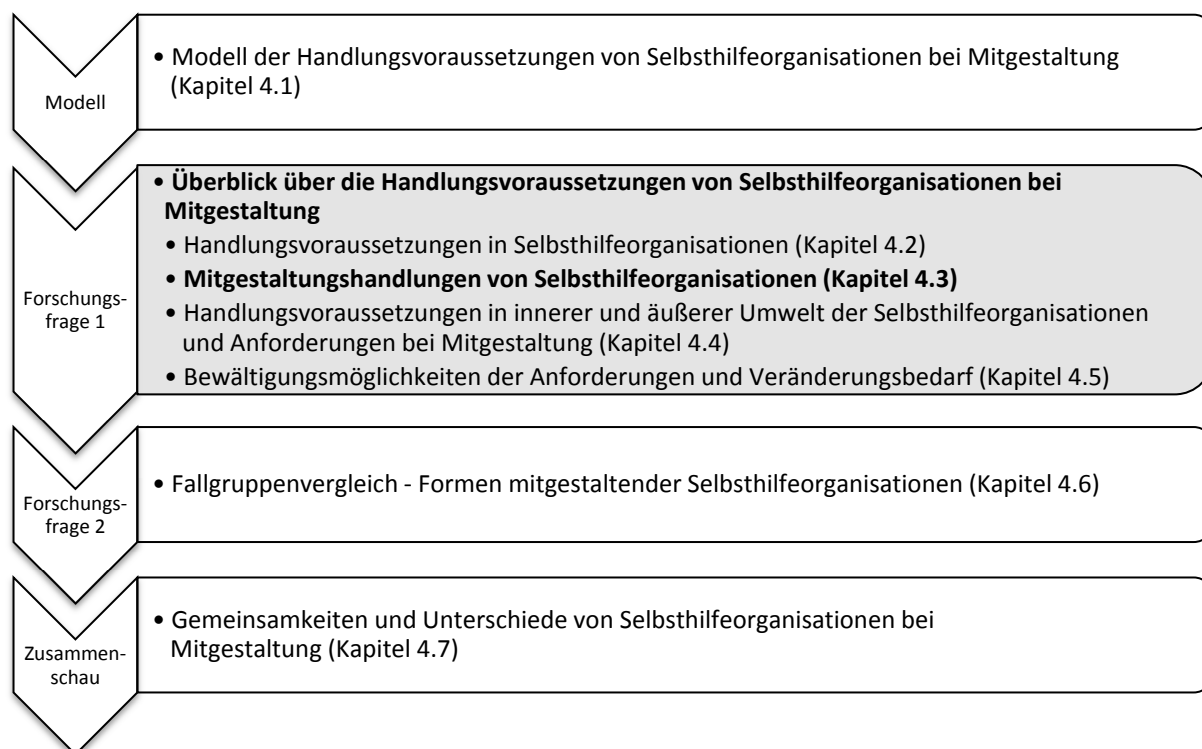 • Modell der Handlungsvoraussetzungen von Selbsthilfeorganisationen bei Mitgestaltung
(Kapitel 4.1)
Modell
• Überblick über die Handlungsvoraussetzungen von Selbsthilfeorganisationen bei
Mitgestaltung
• Handlungsvoraussetzungen in Selbsthilfeorganisationen (Kapitel 4.2)
• Mitgestaltungshandlungen von Selbsthilfeorganisationen (Kapitel 4.3)
Forschungs-
frage 1
• Handlungsvoraussetzungen in innerer und äußerer Umwelt der Selbsthilfeorganisationen
und Anforderungen bei Mitgestaltung (Kapitel 4.4)
• Bewältigungsmöglichkeiten der Anforderungen und Veränderungsbedarf (Kapitel 4.5)
Forschungs-
frage 2
• Fallgruppenvergleich - Formen mitgestaltender Selbsthilfeorganisationen (Kapitel 4.6)
• Gemeinsamkeiten und Unterschiede von Selbsthilfeorganisationen bei
Mitgestaltung (Kapitel 4.7)
Zusammen-
schau